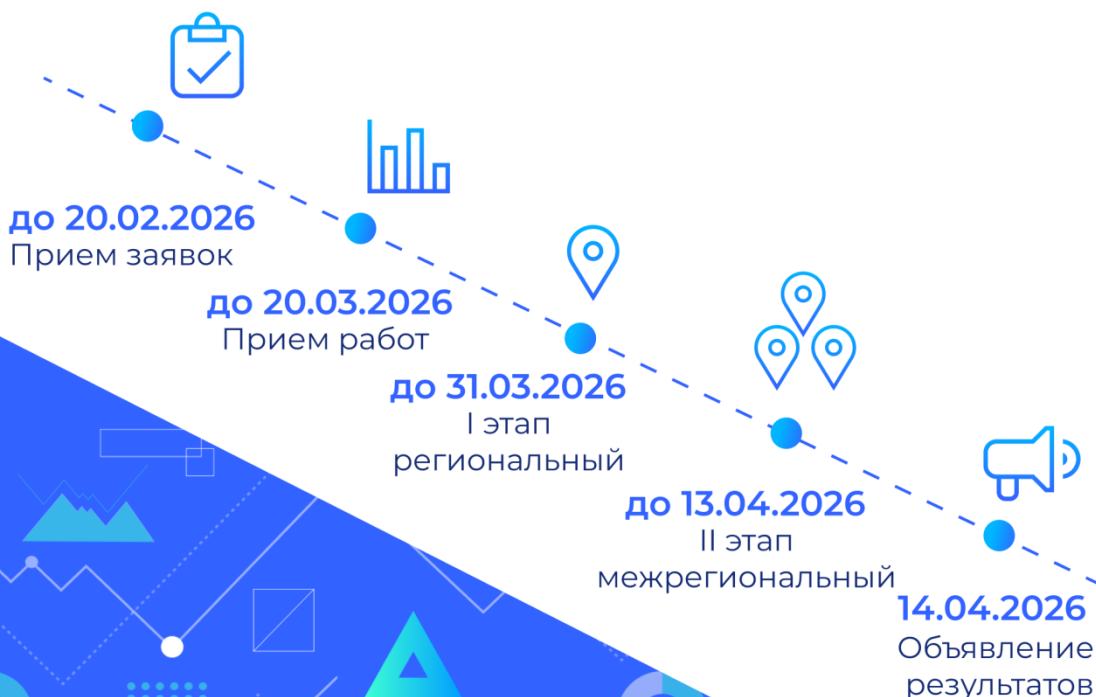 до 20.02.2026
Прием заявок
до 20.03.2026
Прием работ
до 31.03.2026
I этап
региональный
до 13.04.2026
II этап
межрегиональный
14.04.2026
Объявление
результатов